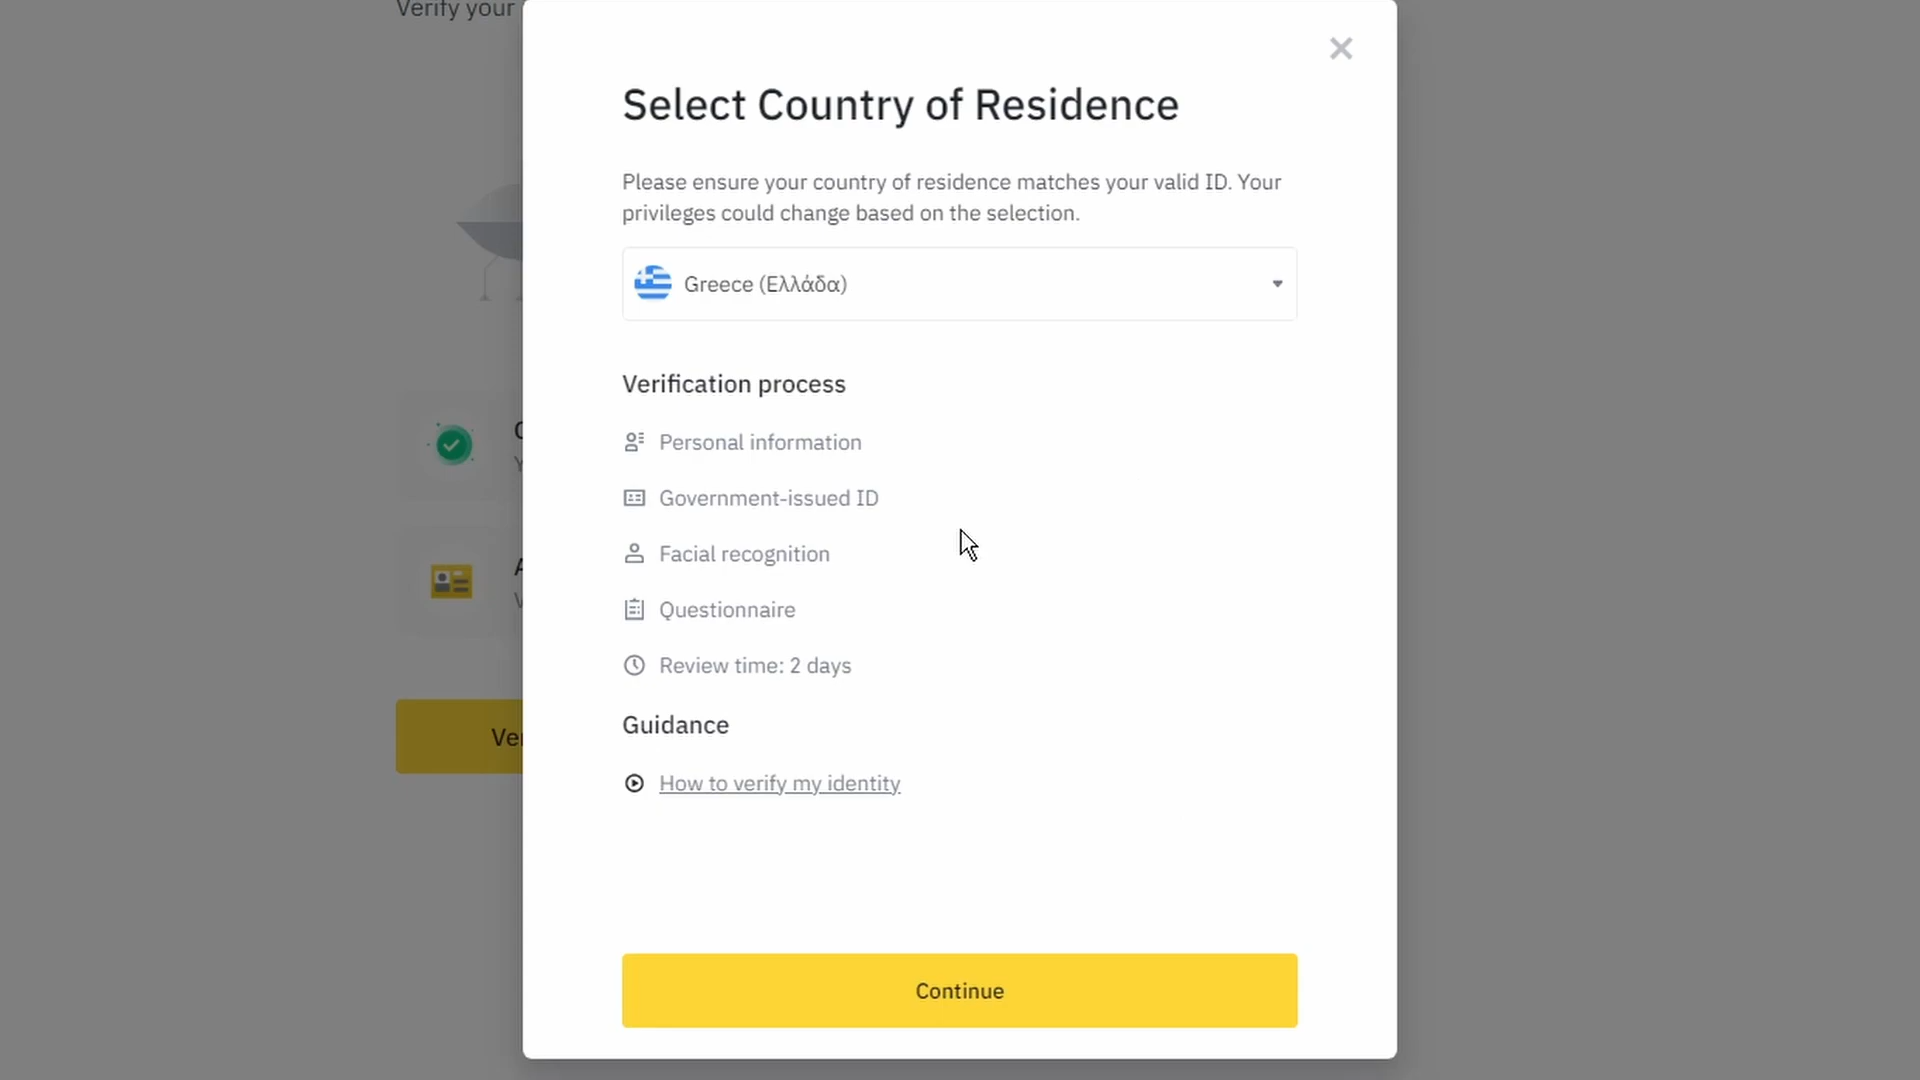 Verify your
Select Country of Residence
Please ensure your country of residence matches your valid ID. Your
privileges could change based on the selection.
Greece (Ελλάδα)
Verification process
Personal information
Government-issued ID
Facial recognition
Questionnaire
Review time: 2 days
Guidance
How to verify my identity
Continue